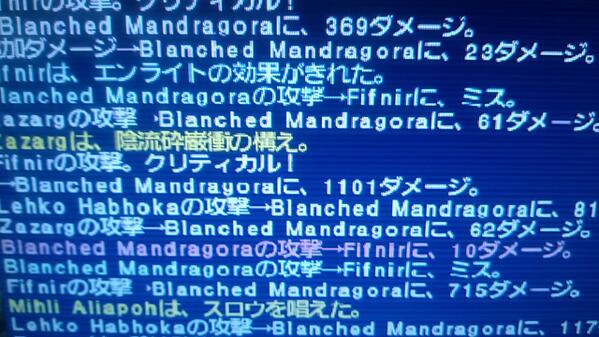 の攻撃。クリティカル!
Blanched Mandragoraに、369ダメージ。
加ダメージ→Blanched Mandragoraに、23ダメージ。
ifnirは、エンライトの効果がきれた。
lanched Mandragoraの攻撃→Fifnirに、ミス。
azargの攻撃→Blanched Mandragoraに、61ダメージ。
Zazargは、陰流砕巌衝の構え。
Fifnirの攻撃。クリティカル!
→Blanched Mandragoraに、1101ダメージ。
Lehko Habhokaの攻撃→Blanched Mandragoraに、81
Zazargの攻撃→Blanched Mandragoraに、62ダメージ。
Blanched Mandragoraの攻撃→Fifnirに、10ダメージ。
Blanched Mandragoraの攻撃→Fifnirに、ミス。
Fifnirの攻撃→Blanched Mandragoraに、715ダメージ。
Mihli Aliapohは、スロウを唱えた。
Lehko Habhokaの攻撃→Blanched Mandragoraに、117